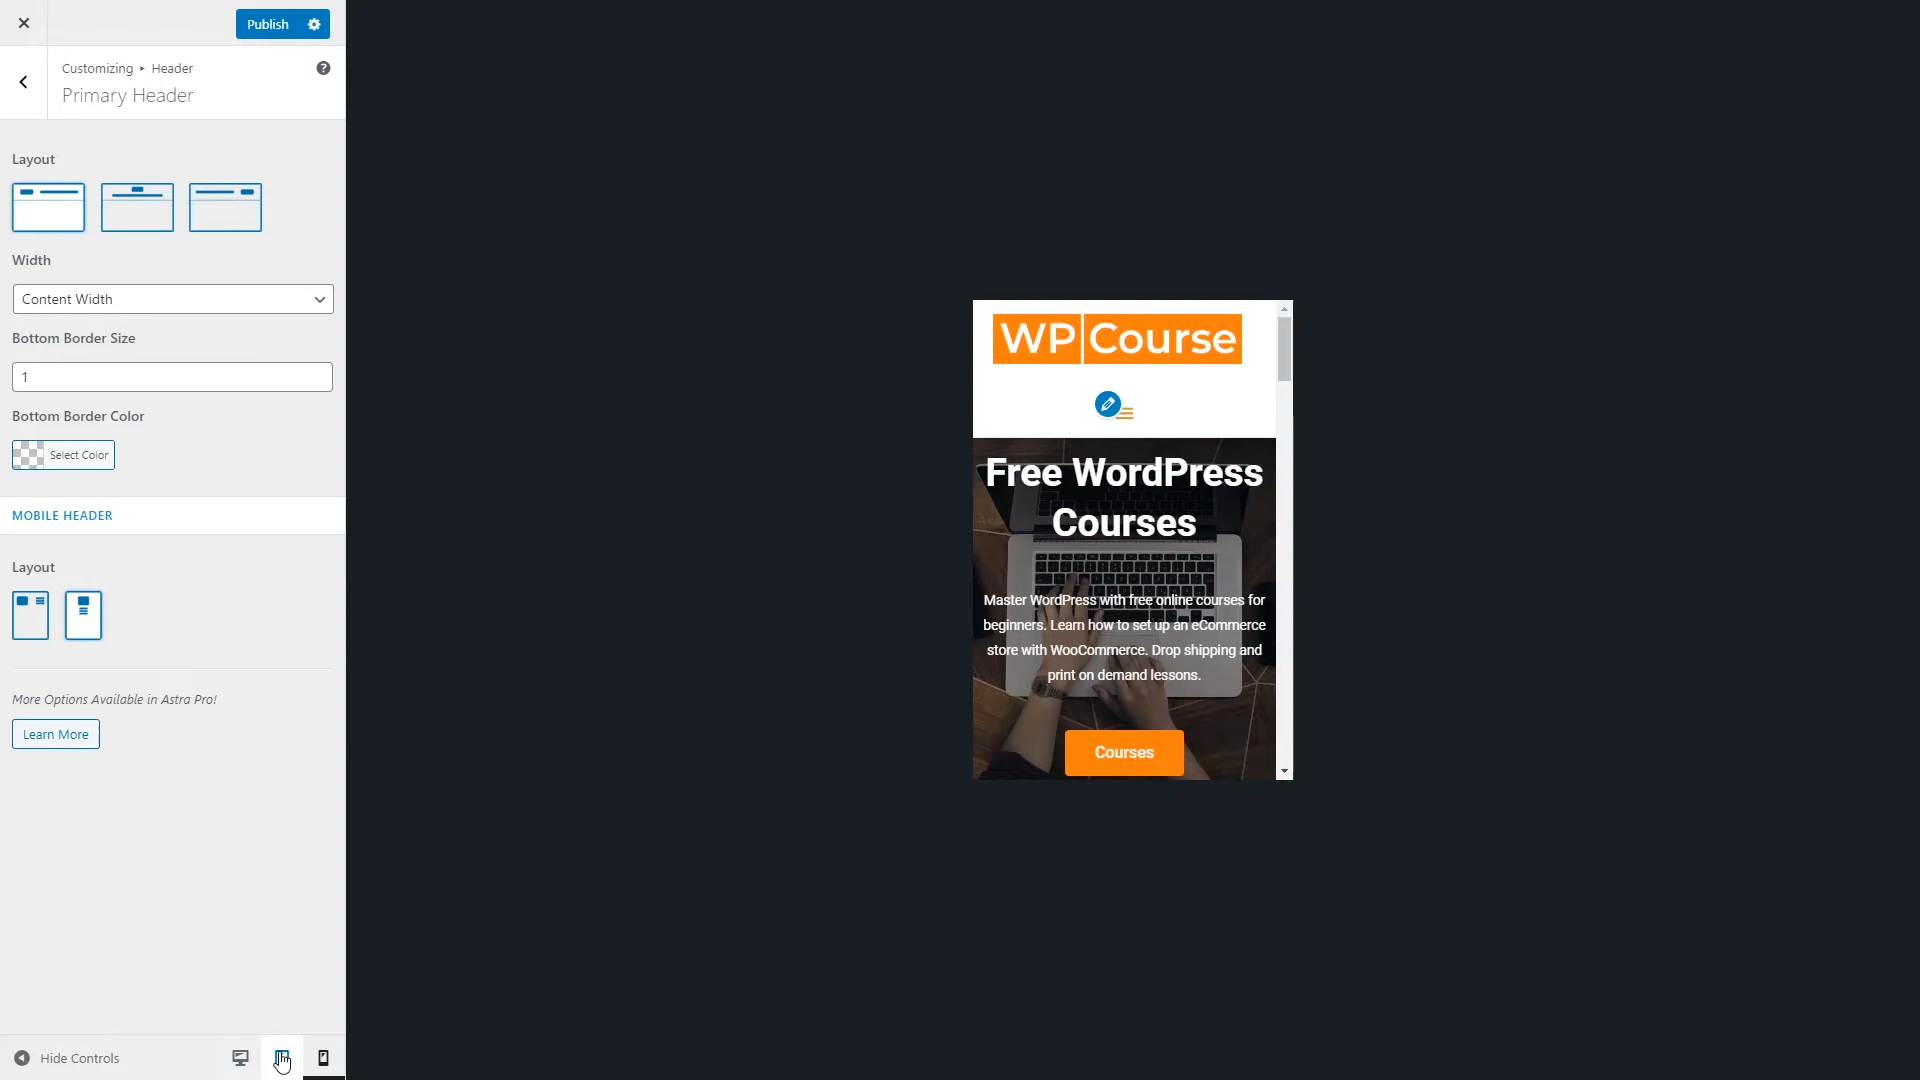 Publish
Customizing ▸ Header
Primary Header
Layout
Width
Content Width
Bottom Border Size
1
Bottom Border Color
Select Color
MOBILE HEADER
Layout
More Options Available in Astra Pro!
Learn More
Hide Controls
WP Course
Free WordPress
Courses
Master WordPress with free online courses for
beginners. Learn how to set up an eCommerce
store with WooCommerce. Drop shipping and
print on demand lessons.
Courses